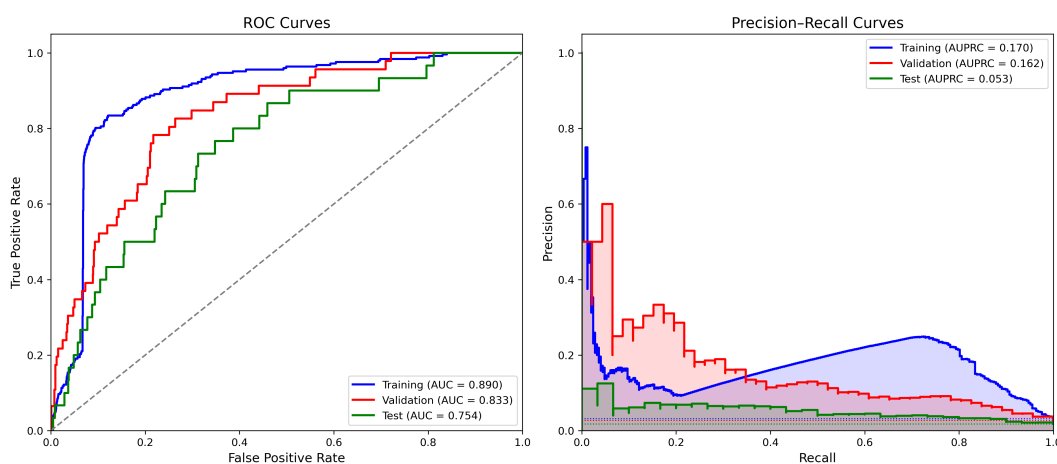 ROC Curves
1.0
0.8
0.6
0.4
0.2
0.0
True Positive Rate
0.0 0.2 0.4 0.6 0.8 1.0
False Positive Rate
Training (AUC = 0.890)
Validation (AUC = 0.833)
Test (AUC = 0.754)
Precision–Recall Curves
1.0
0.8
0.6
0.4
0.2
0.0
Precision
0.0 0.2 0.4 0.6 0.8 1.0
Recall
Training (AUPRC = 0.170)
Validation (AUPRC = 0.162)
Test (AUPRC = 0.053)